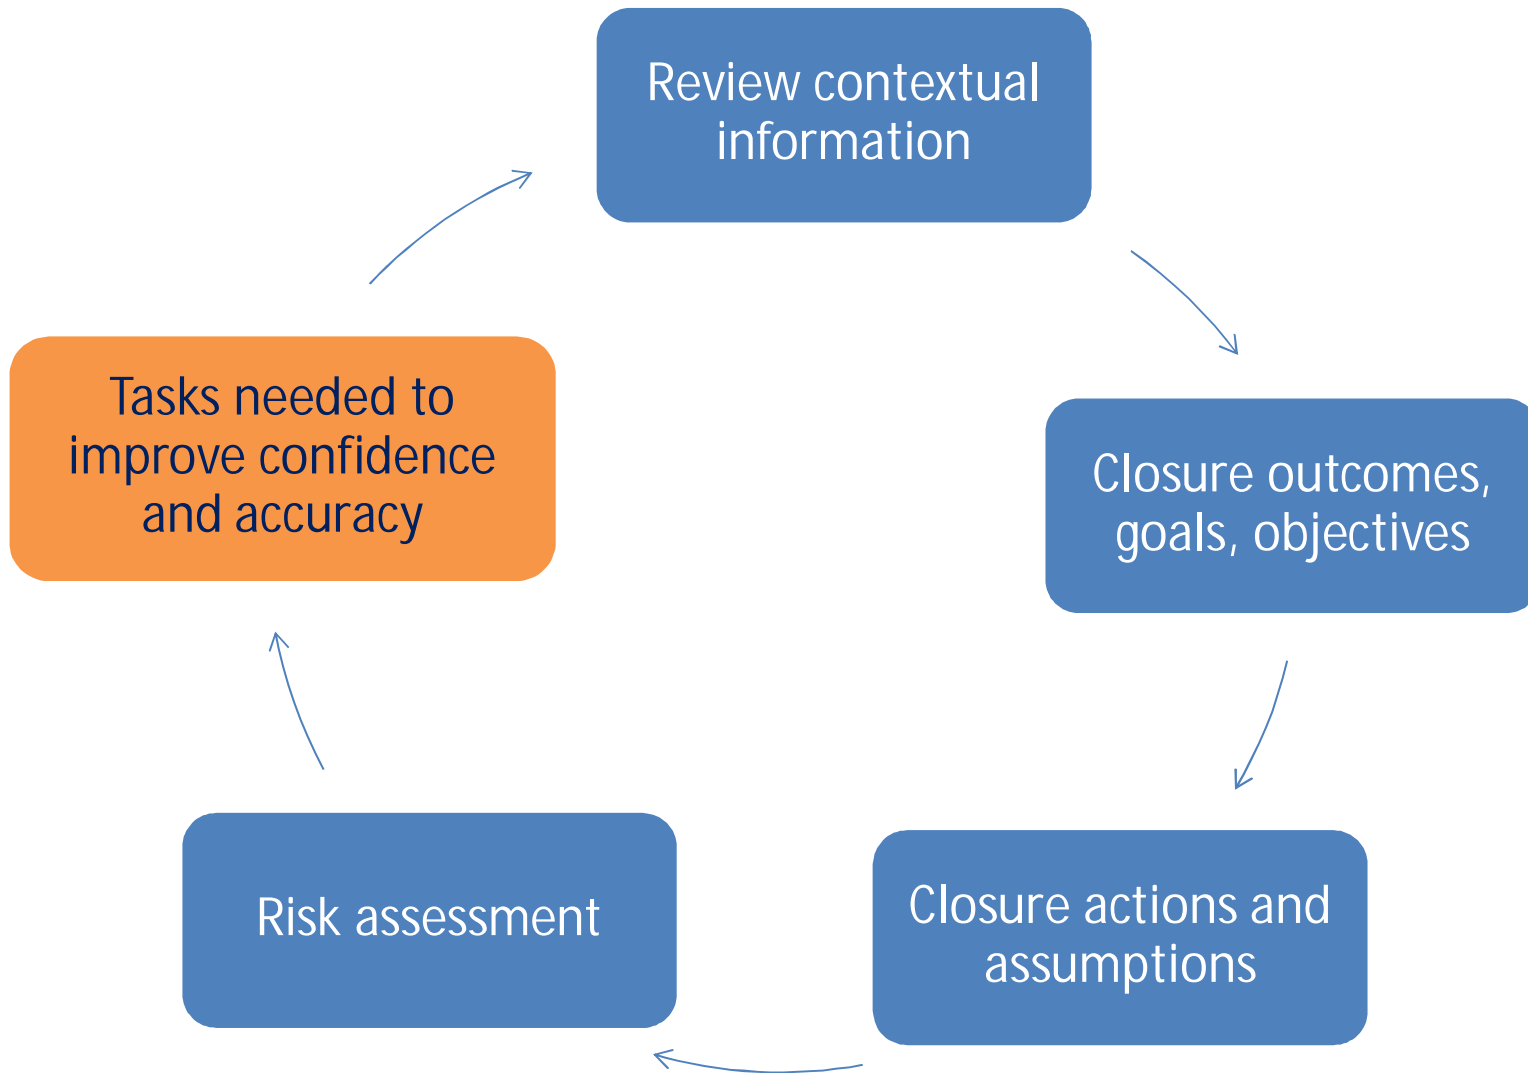 Review contextual
information
Tasks needed to
improve confidence
and accuracy
Closure outcomes,
goals, objectives
Risk assessment
Closure actions and
assumptions